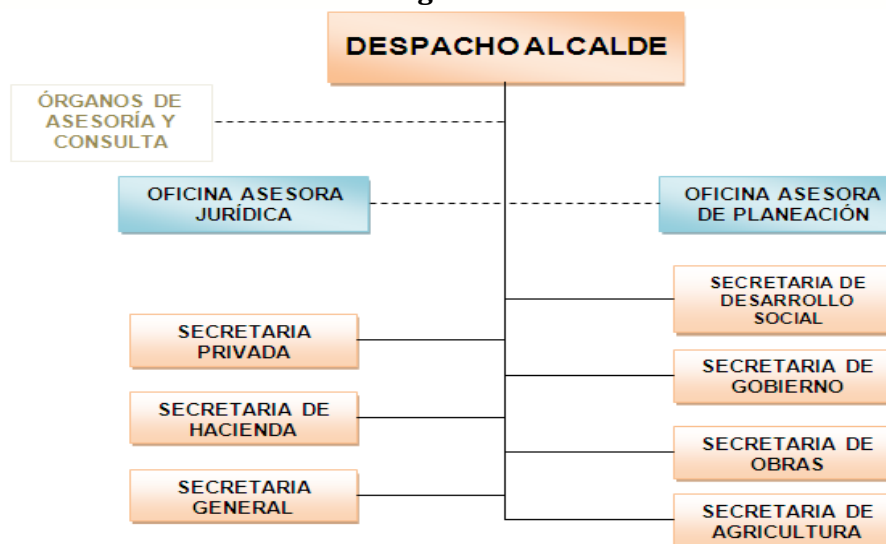 DESPACHO ALCALDE
ÓRGANOS DE
ASESORÍA Y
CONSULTA
OFICINA ASESORA
JURÍDICA
OFICINA ASESORA
DE PLANEACIÓN
SECRETARIA DE
DESARROLLO
SOCIAL
SECRETARIA
PRIVADA
SECRETARIA DE
GOBIERNO
SECRETARIA DE
HACIENDA
SECRETARIA DE
OBRAS
SECRETARIA
GENERAL
SECRETARIA DE
AGRICULTURA